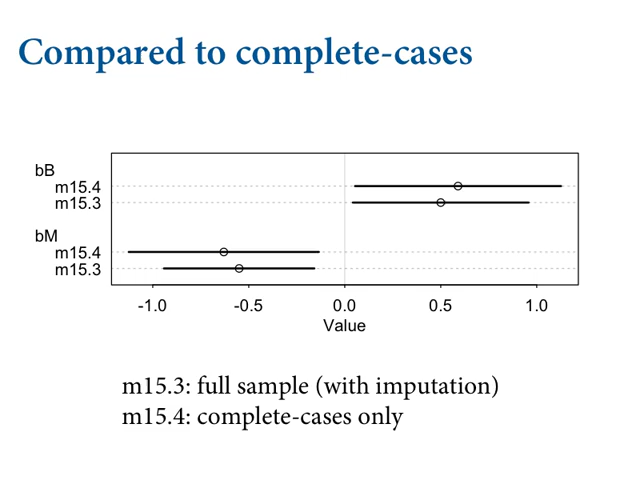 Compared to complete-cases
bB
m15.4
m15.3
bM
m15.4
m15.3
-1.0 -0.5 0.0 0.5 1.0
Value
m15.3: full sample (with imputation)
m15.4: complete-cases only